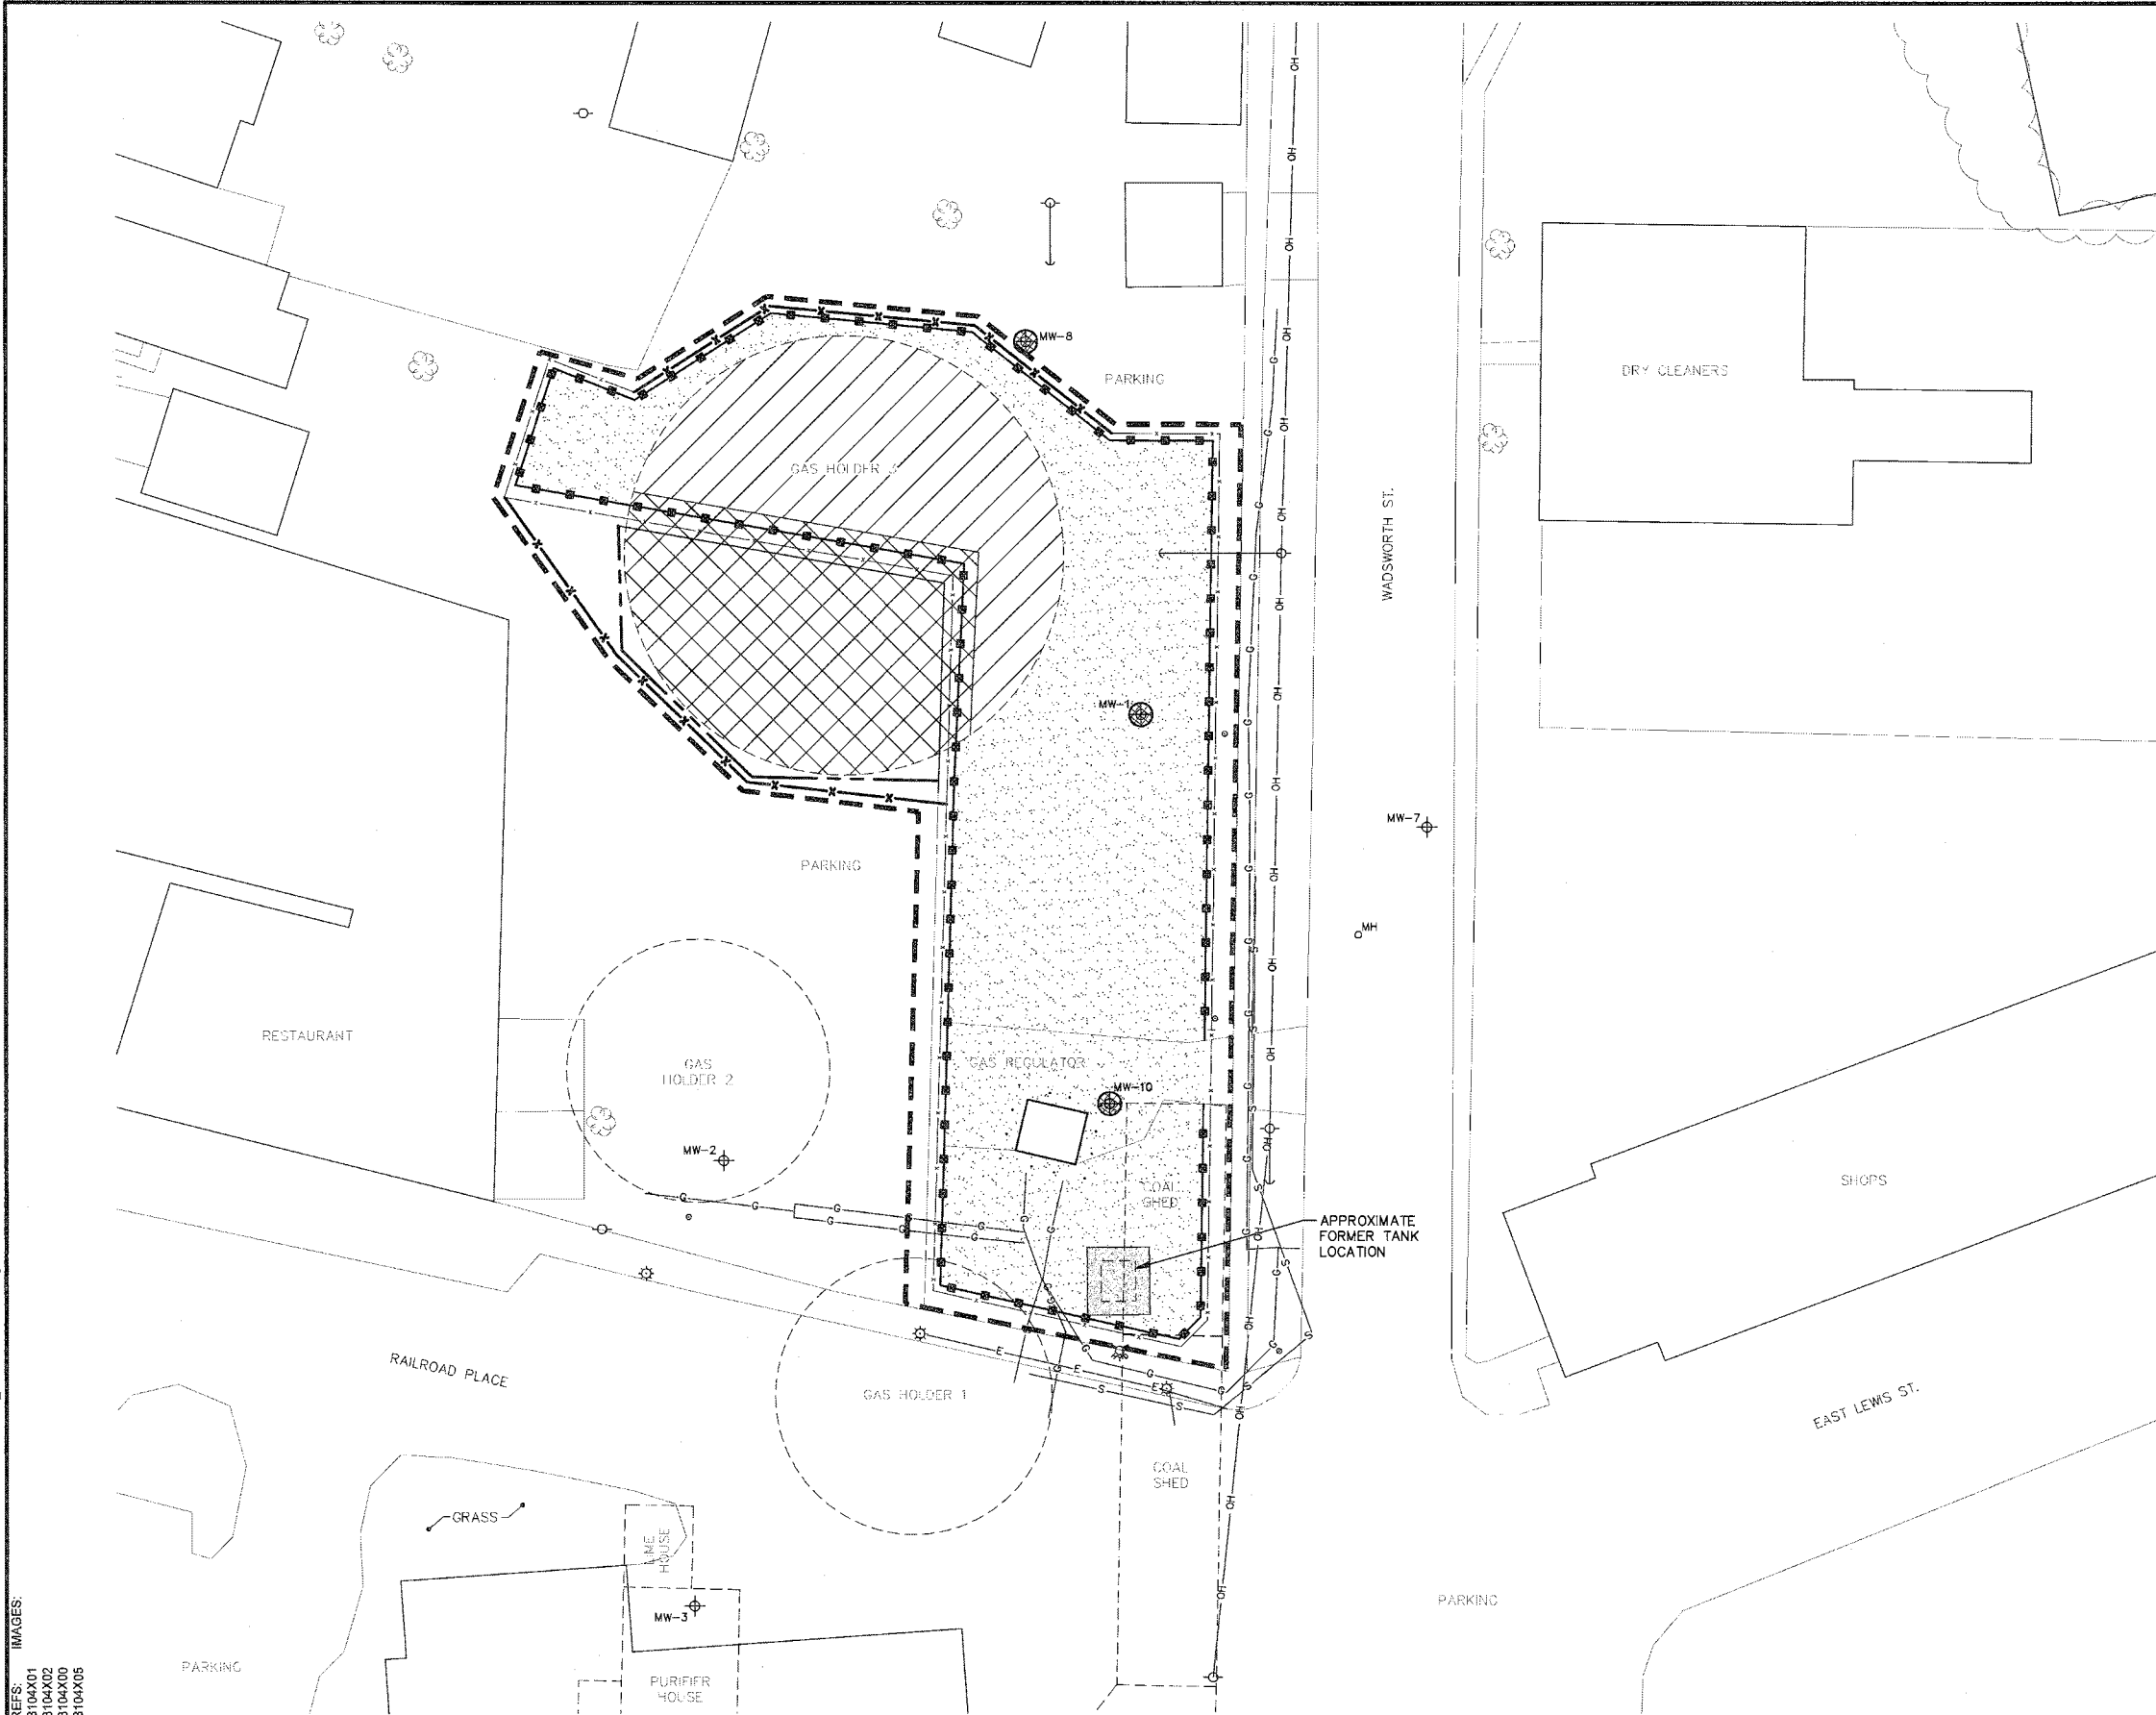 MW-8
PARKING
DRY CLEANERS
GAS HOLDER 3
WADSWORTH ST.
MW-1
MW-7
PARKING
MH
RESTAURANT
GAS
HOLDER 2
GAS REGULATOR
MW-10
MW-2
COAL
SHED
SHOPS
APPROXIMATE
FORMER TANK
LOCATION
RAILROAD PLACE
GAS HOLDER 1
EAST LEWIS ST.
COAL
SHED
GRASS
HOUSE
MW-3
PARKING
PARKING
PURIFIER
HOUSE
IMAGES: